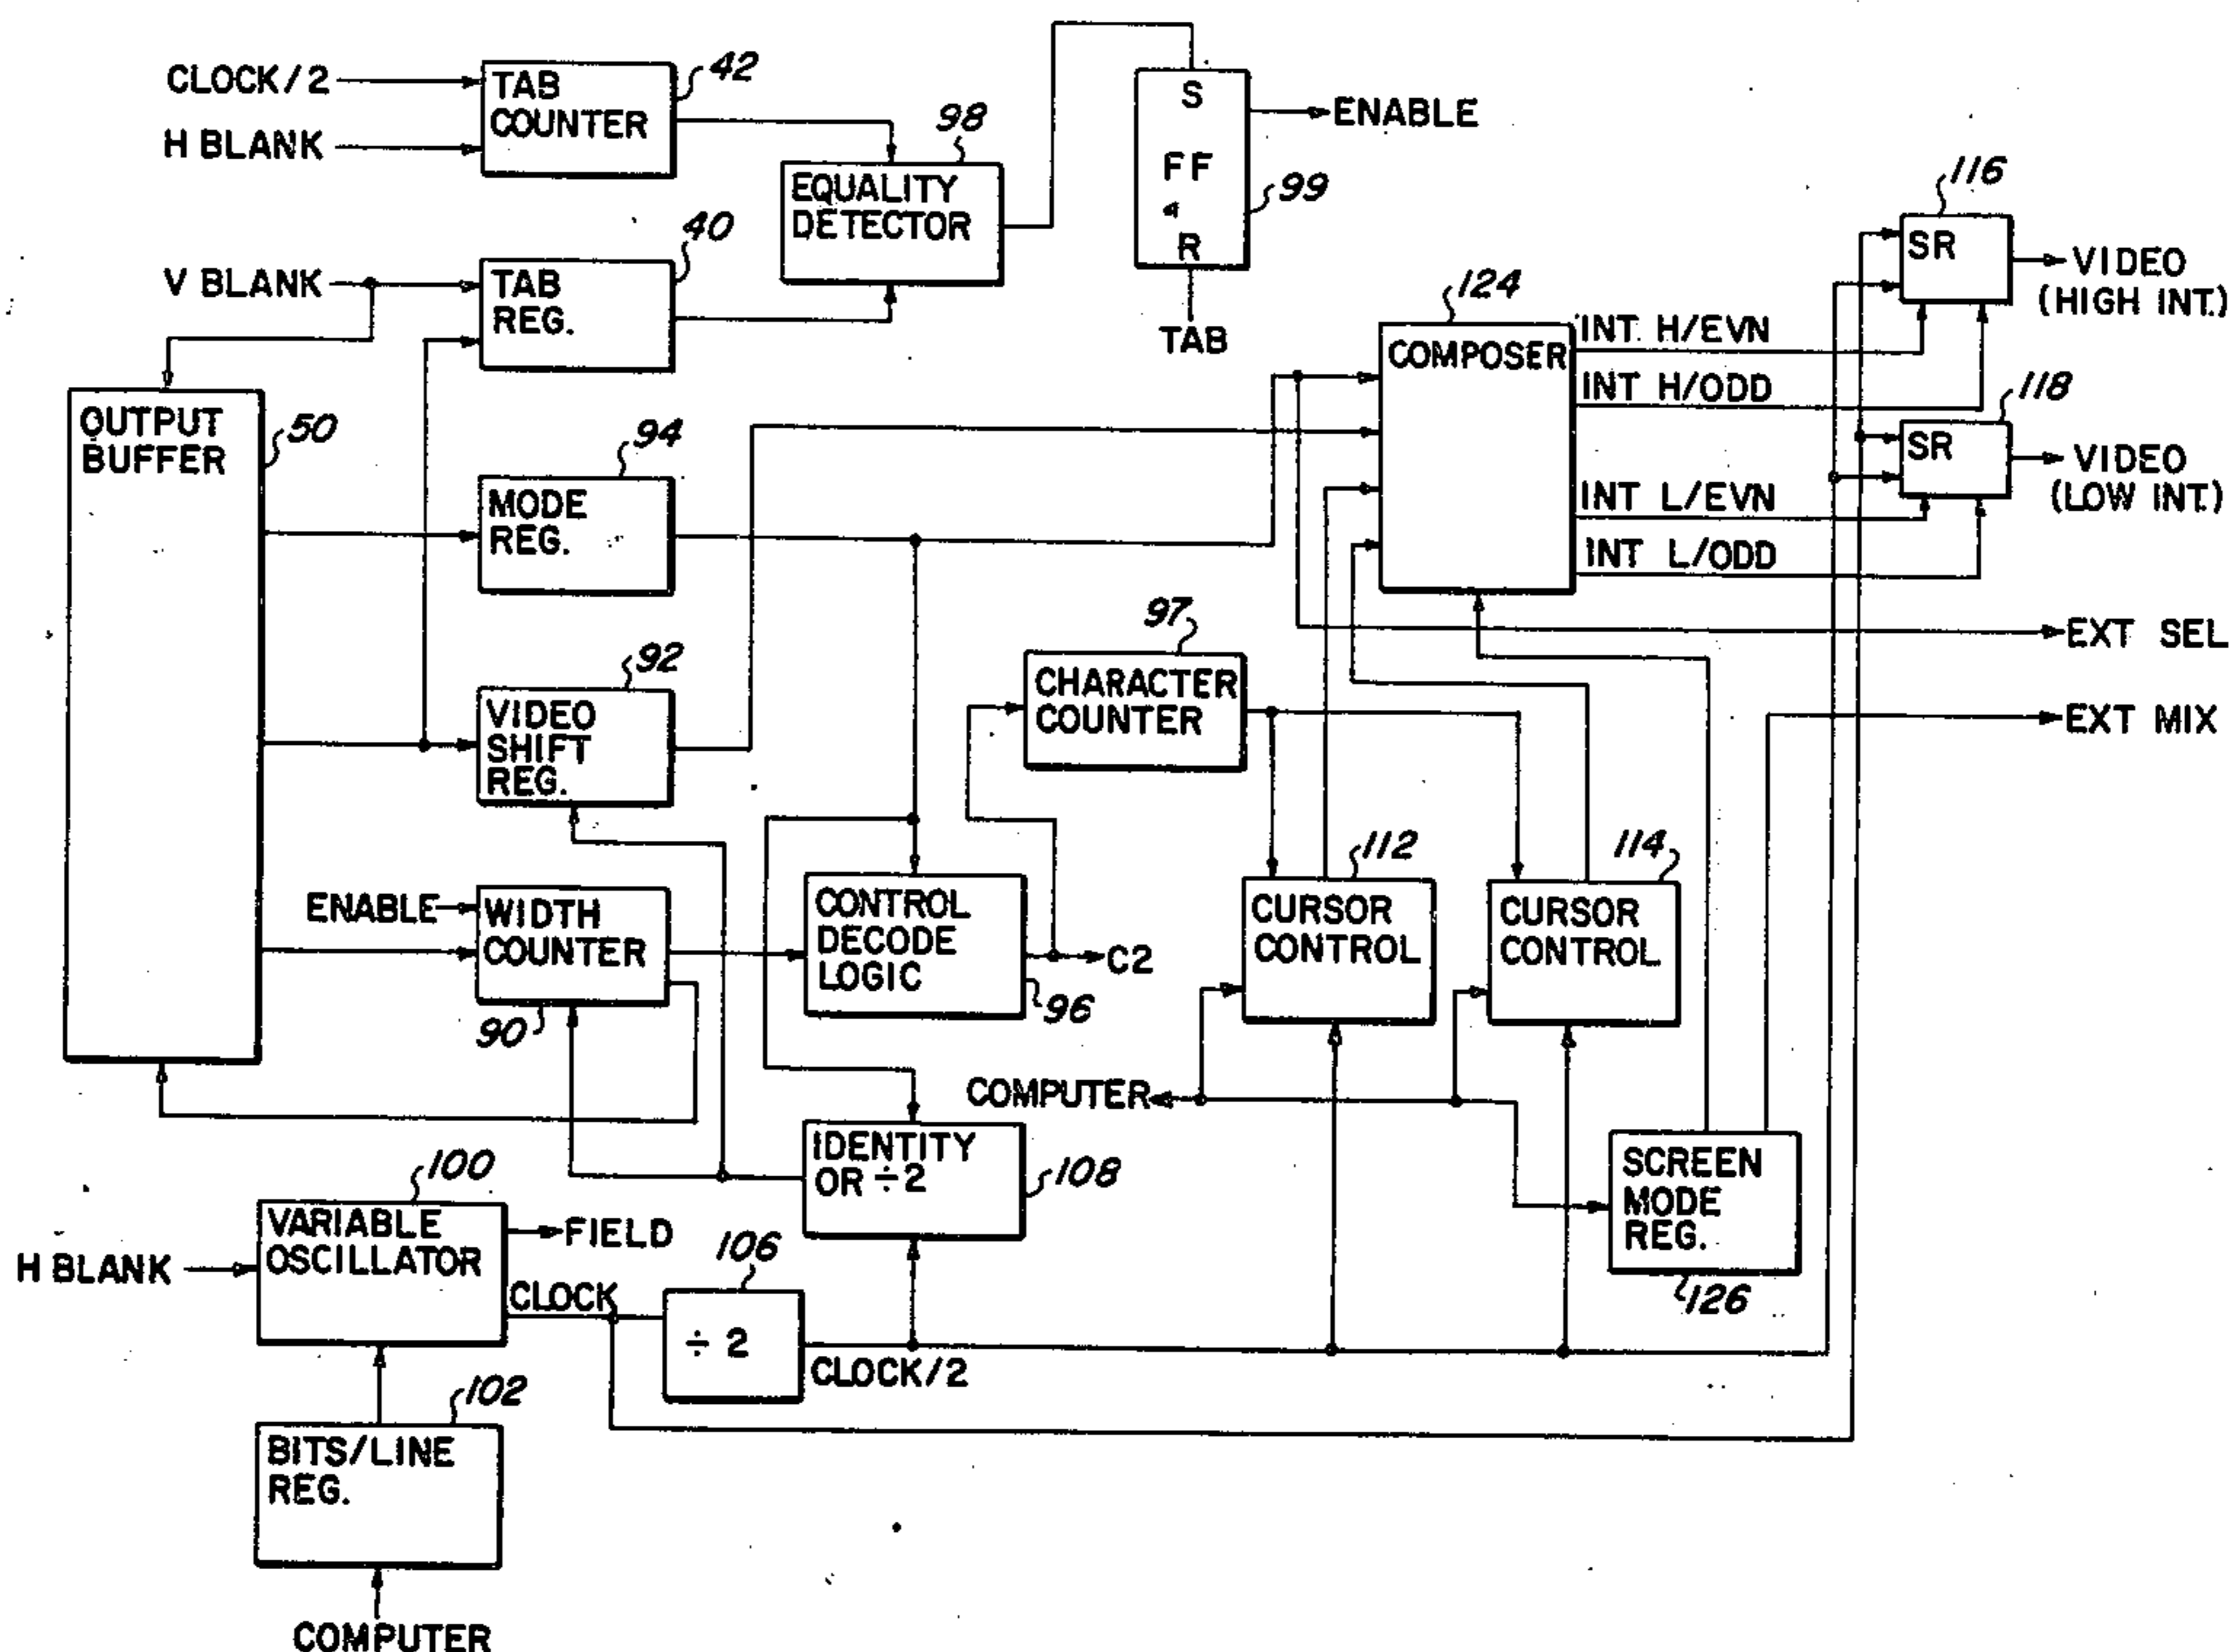 CLOCK/2
H BLANK
TAB
COUNTER
42
EQUALITY
DETECTOR
98
S
FF
R
99
ENABLE
TAB
V BLANK
TAB
REG.
40
OUTPUT
BUFFER
50
MODE
REG.
94
VIDEO
SHIFT
REG.
92
ENABLE
WIDTH
COUNTER
90
CONTROL
DECODE
LOGIC
96
C2
CHARACTER
COUNTER
97
COMPOSER
124
INT H/EVN
INT H/ODD
INT L/EVN
INT L/ODD
SR
116
VIDEO
(HIGH INT.)
SR
118
VIDEO
(LOW INT.)
EXT SEL
EXT MIX
CURSOR
CONTROL
112
CURSOR
CONTROL
114
COMPUTER
SCREEN
MODE
REG.
126
IDENTITY
OR ÷2
108
H BLANK
VARIABLE
OSCILLATOR
100
FIELD
CLOCK
÷ 2
106
CLOCK/2
BITS/LINE
REG.
102
COMPUTER